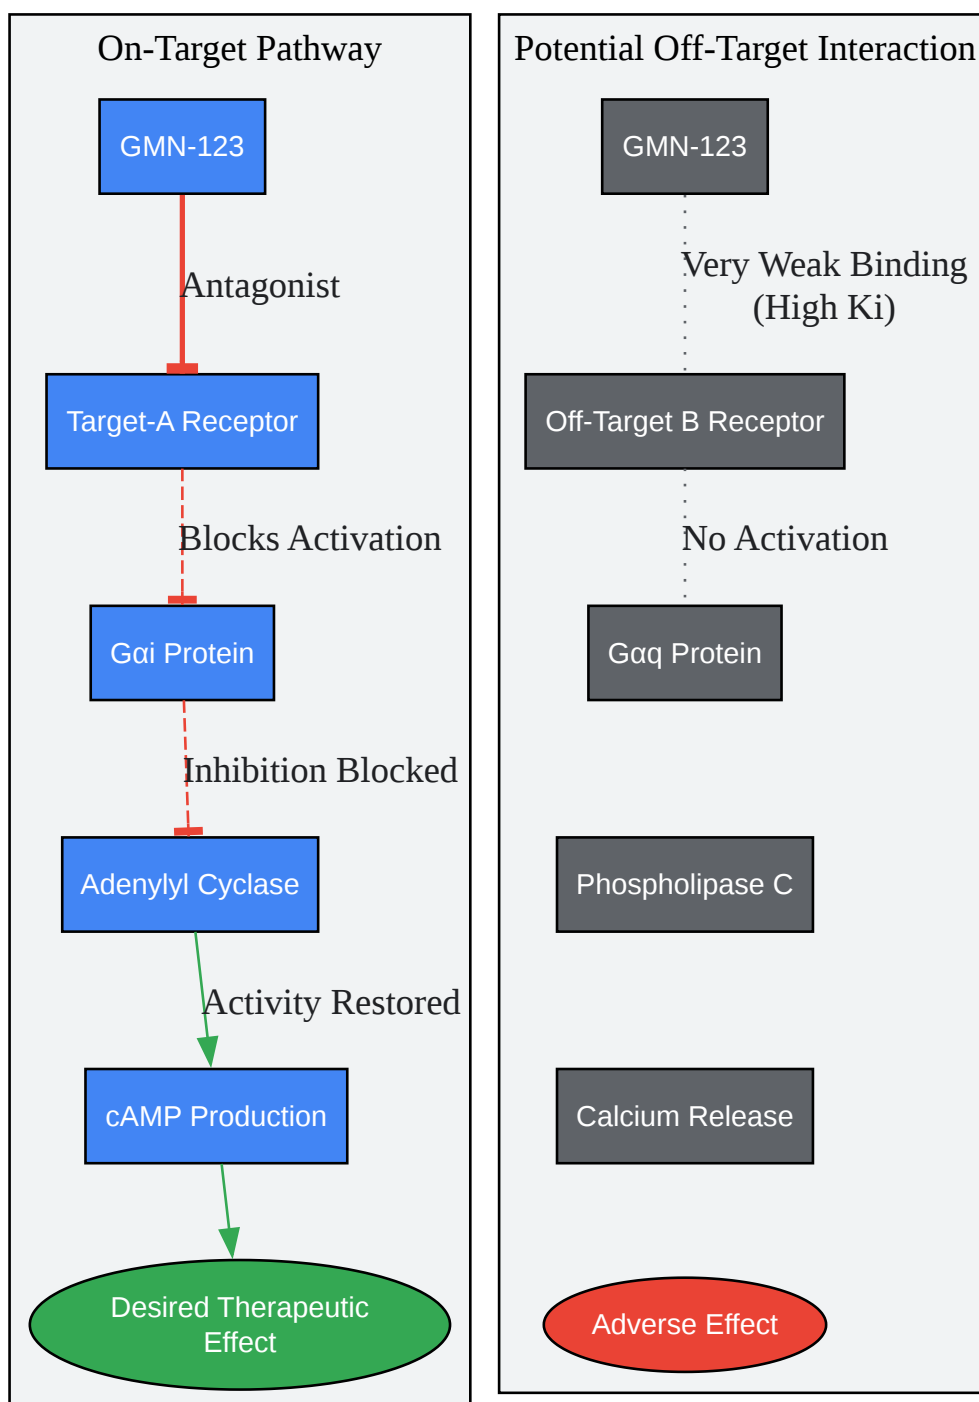 On-Target Pathway
GMN-123
Antagonist
Target-A Receptor
Blocks Activation
Gαi Protein
Inhibition Blocked
Adenylyl Cyclase
Activity Restored
cAMP Production
Desired Therapeutic
Effect
Potential Off-Target Interaction
GMN-123
Very Weak Binding
(High Ki)
Off-Target B Receptor
No Activation
Gαq Protein
Phospholipase C
Calcium Release
Adverse Effect